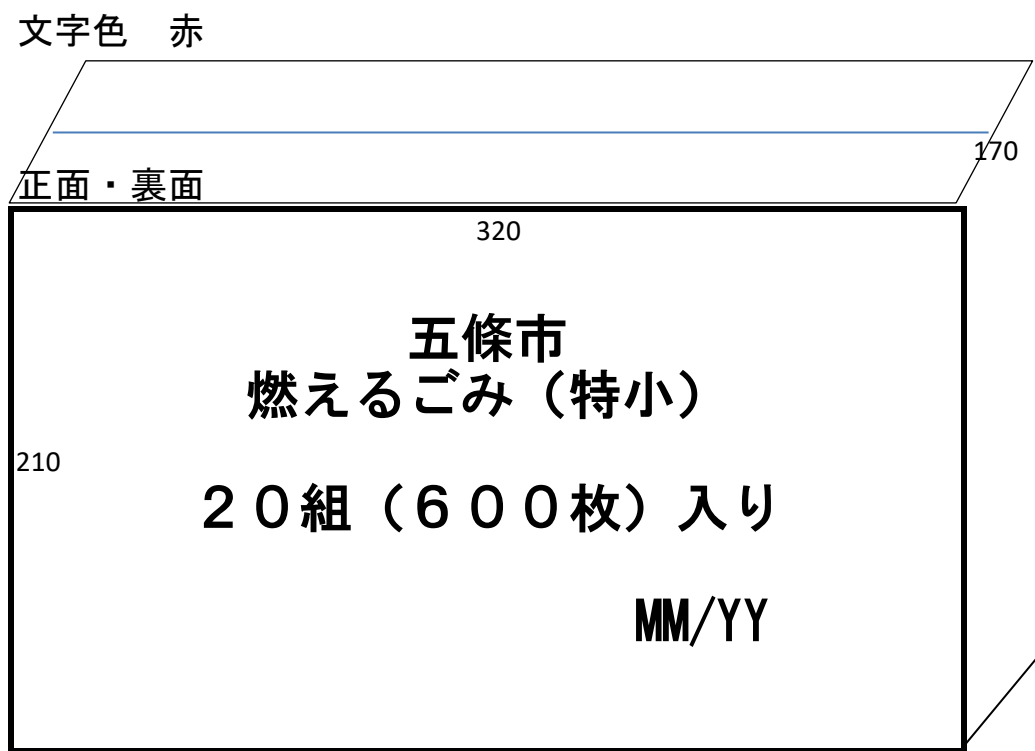 文字色　赤
170
正面・裏面
320
五條市
燃えるごみ（特小）
210
２０組（６００枚）入り
MM/YY